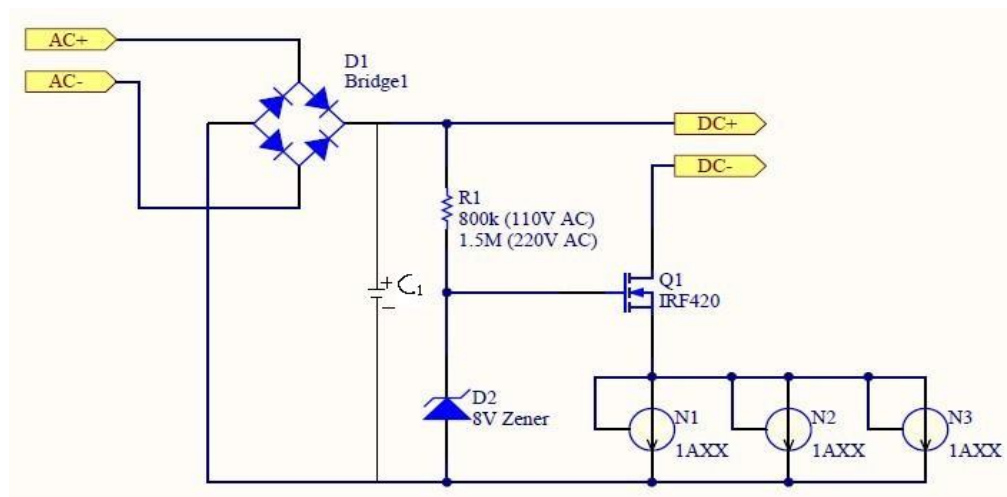 AC+
AC-
D1
Bridge1
DC+
DC-
R1
800k (110V AC)
1.5M (220V AC)
+
C₁
−
Q1
IRF420
D2
8V Zener
N1
1AXX
N2
1AXX
N3
1AXX